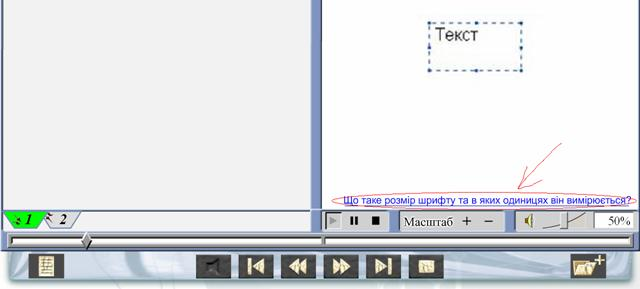 Текст
Що таке розмір шрифту та в яких одиницях він вимірюється?
1 2 Масштаб + − 50%